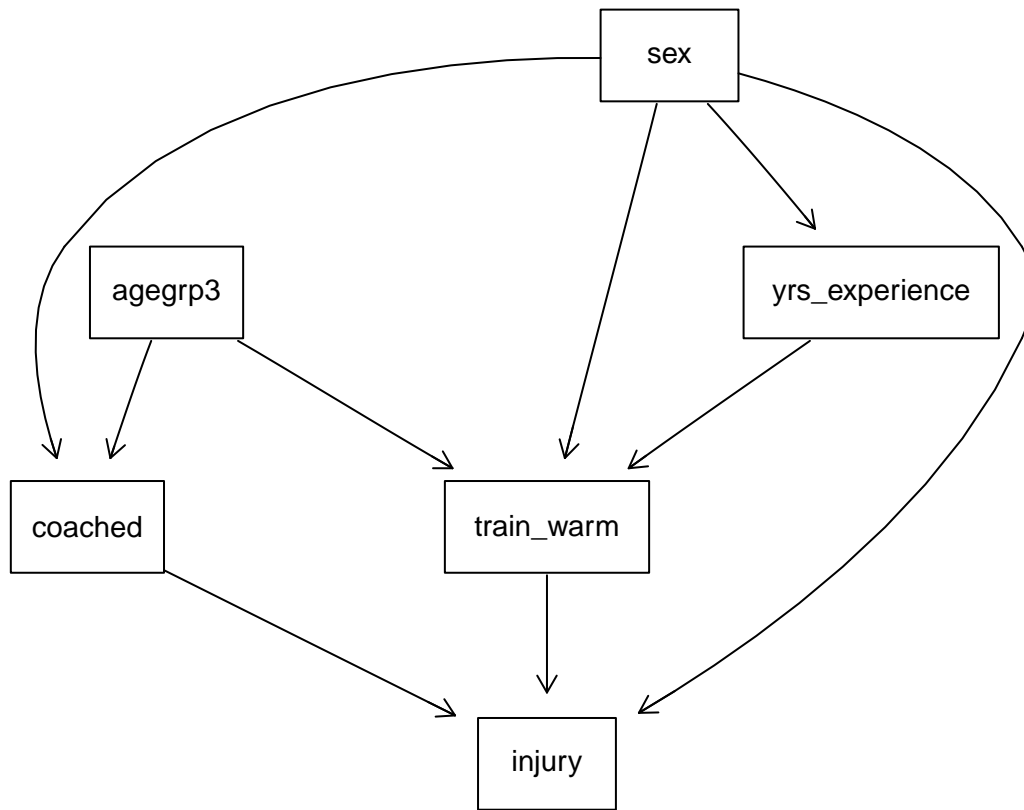 sex
agegrp3
yrs_experience
coached
train_warm
injury